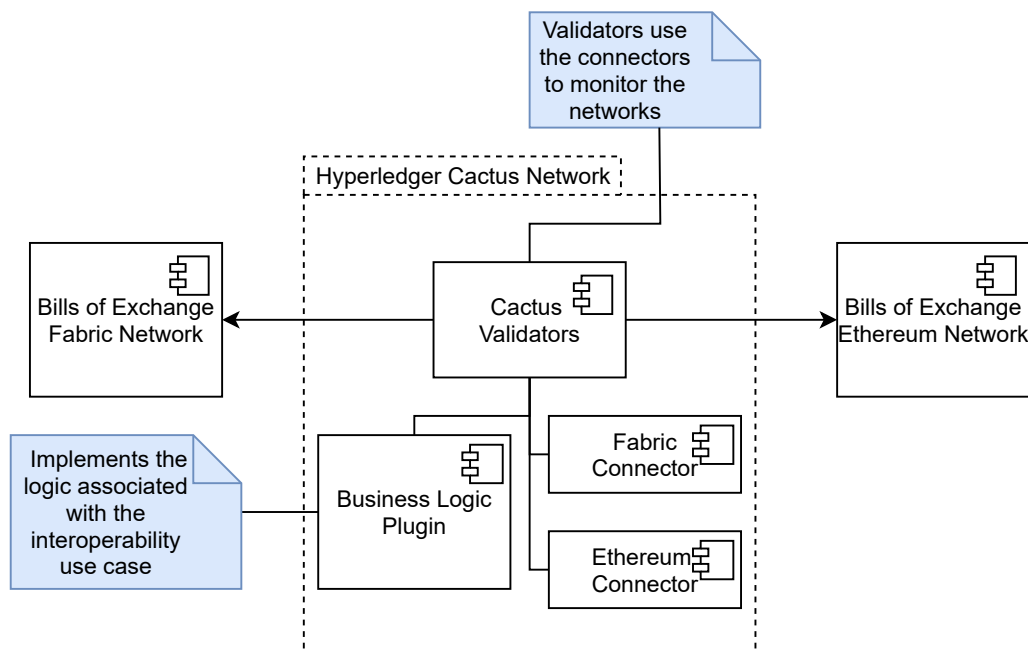 Validators use
the connectors
to monitor the
networks
Hyperledger Cactus Network
Bills of Exchange
Fabric Network
Cactus
Validators
Bills of Exchange
Ethereum Network
Implements the
logic associated
with the
interoperability
use case
Business Logic
Plugin
Fabric
Connector
Ethereum
Connector